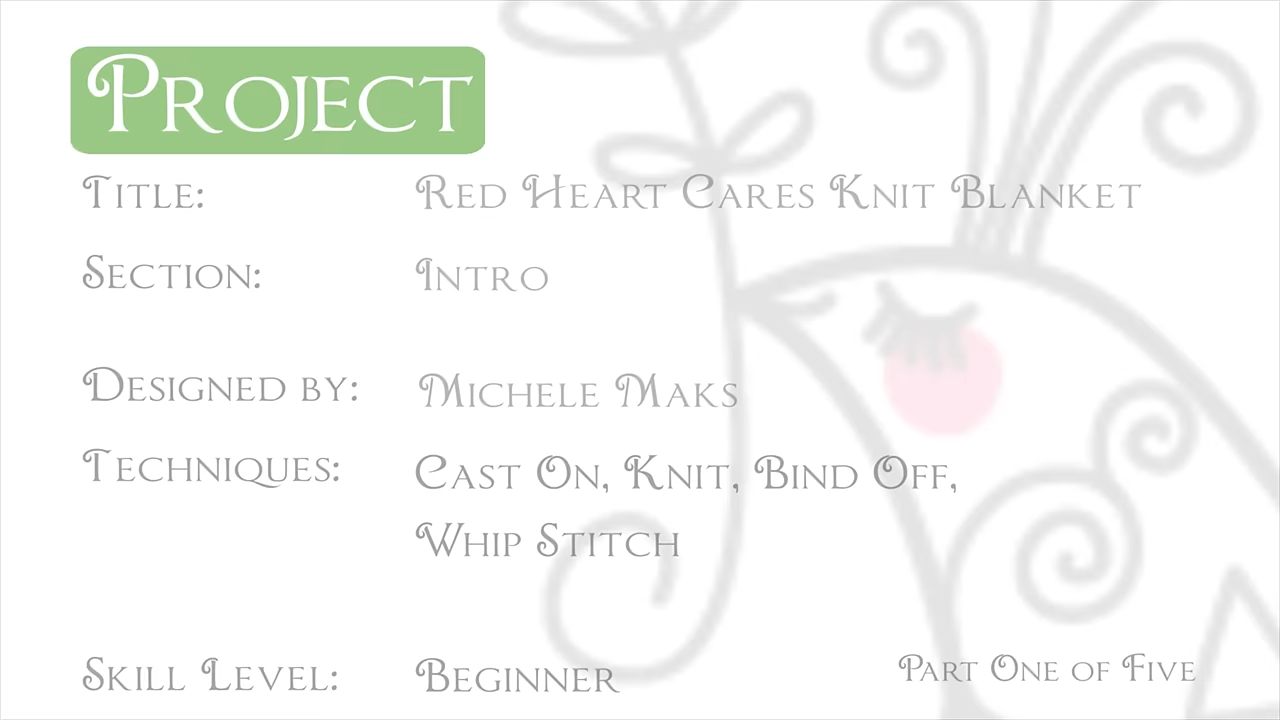 Project
Title: Red Heart Cares Knit Blanket
Section: Intro
Designed by: Michele Maks
Techniques: Cast On, Knit, Bind Off,
Whip Stitch
Skill Level: Beginner
Part One of Five